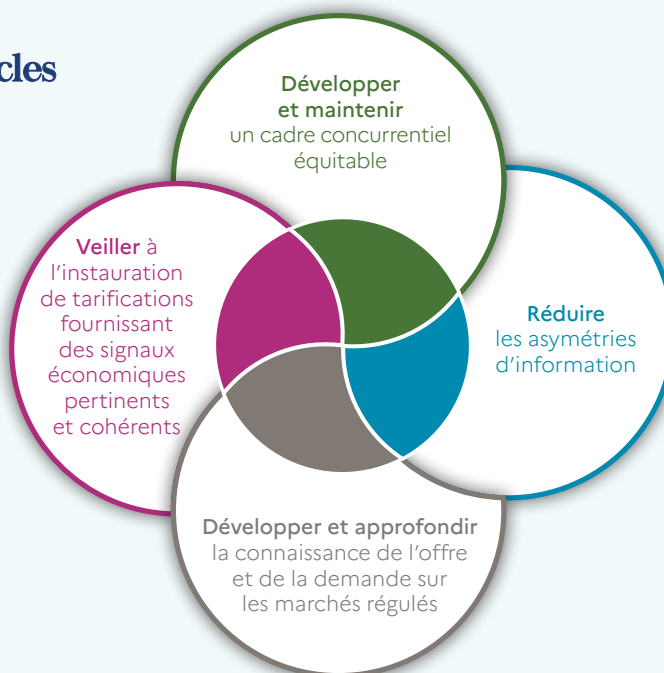 cles
Développer
et maintenir
un cadre concurrentiel
équitable
Veiller à
l’instauration
de tarifications
fournissant
des signaux
économiques
pertinents
et cohérents
Réduire
les asymétries
d’information
Développer et approfondir
la connaissance de l’offre
et de la demande sur
les marchés régulés